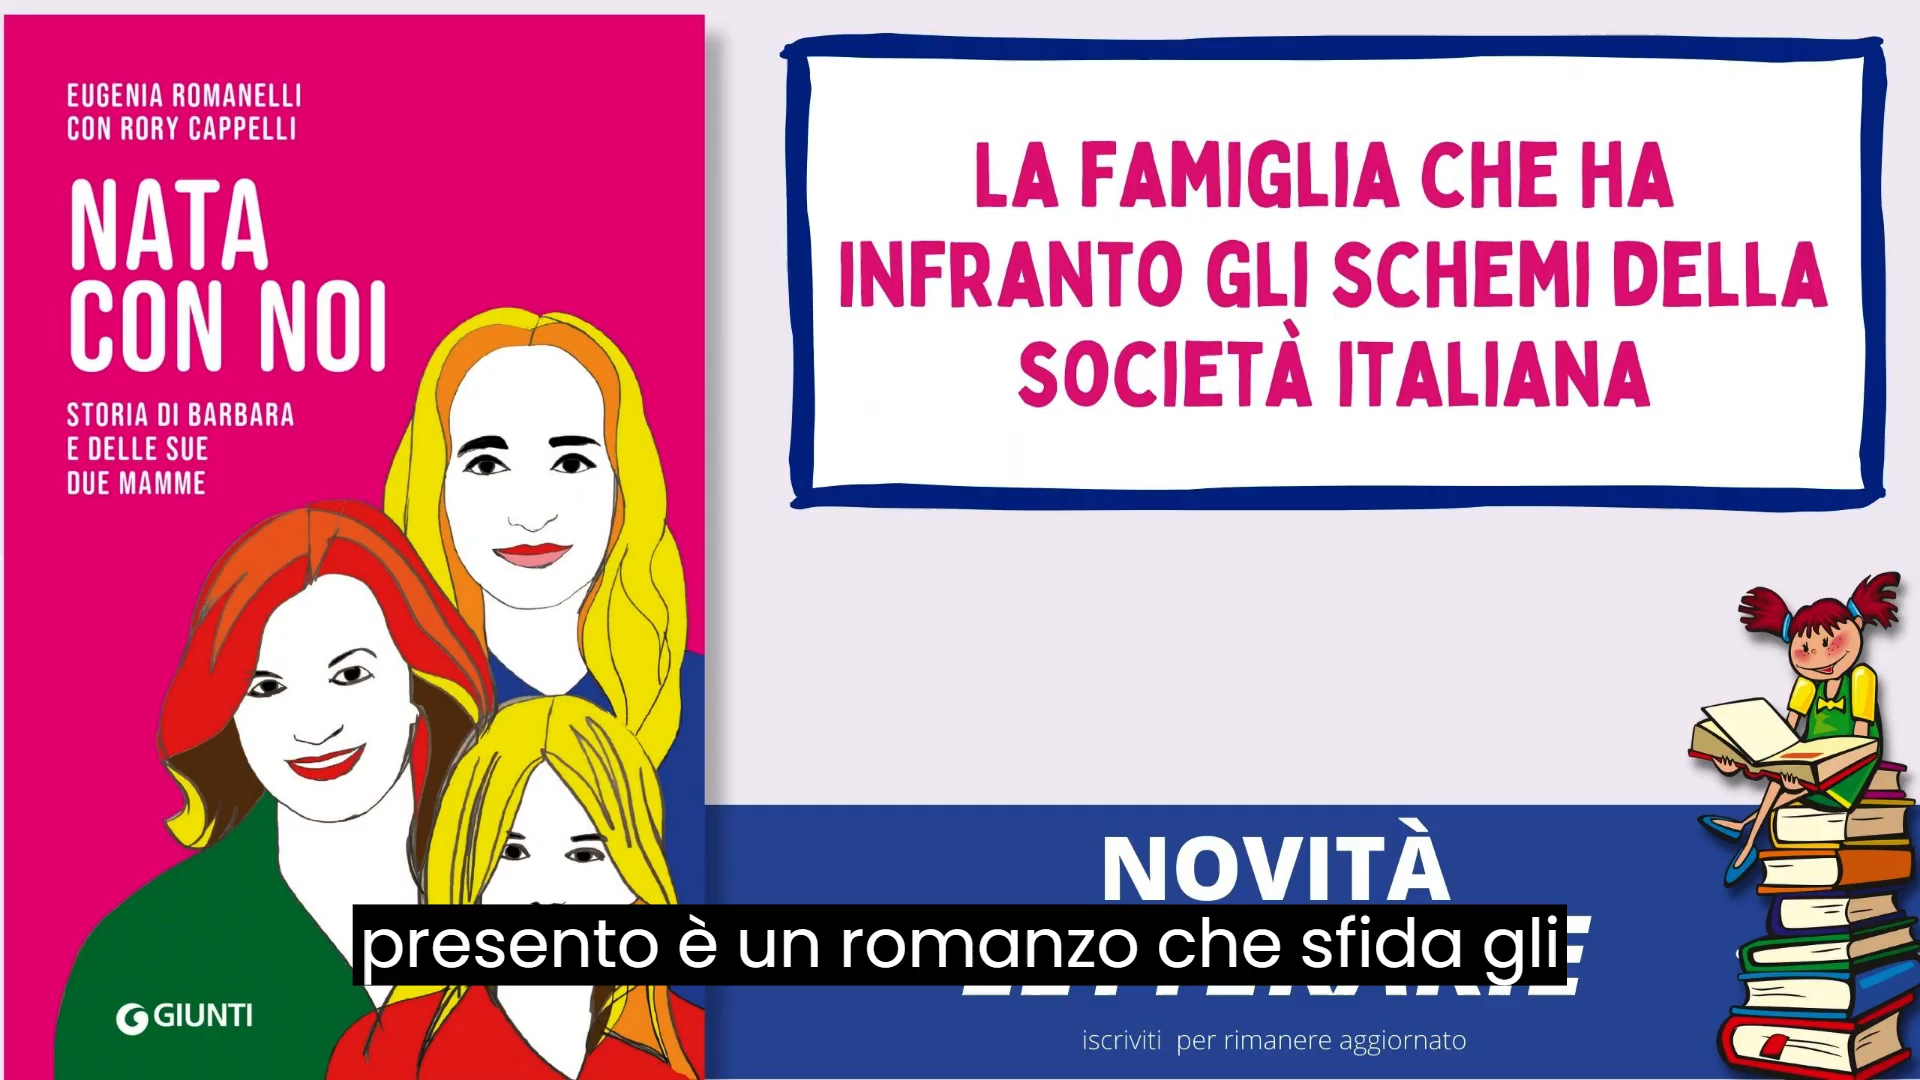 EUGENIA ROMANELLI
CON RORY CAPPELLI
NATA
CON NOI
STORIA DI BARBARA
E DELLE SUE
DUE MAMME
GIUNTI
LA FAMIGLIA CHE HA
INFRANTO GLI SCHEMI DELLA
SOCIETÀ ITALIANA
NOVITÀ
presento è un romanzo che sfida gli
iscriviti per rimanere aggiornato